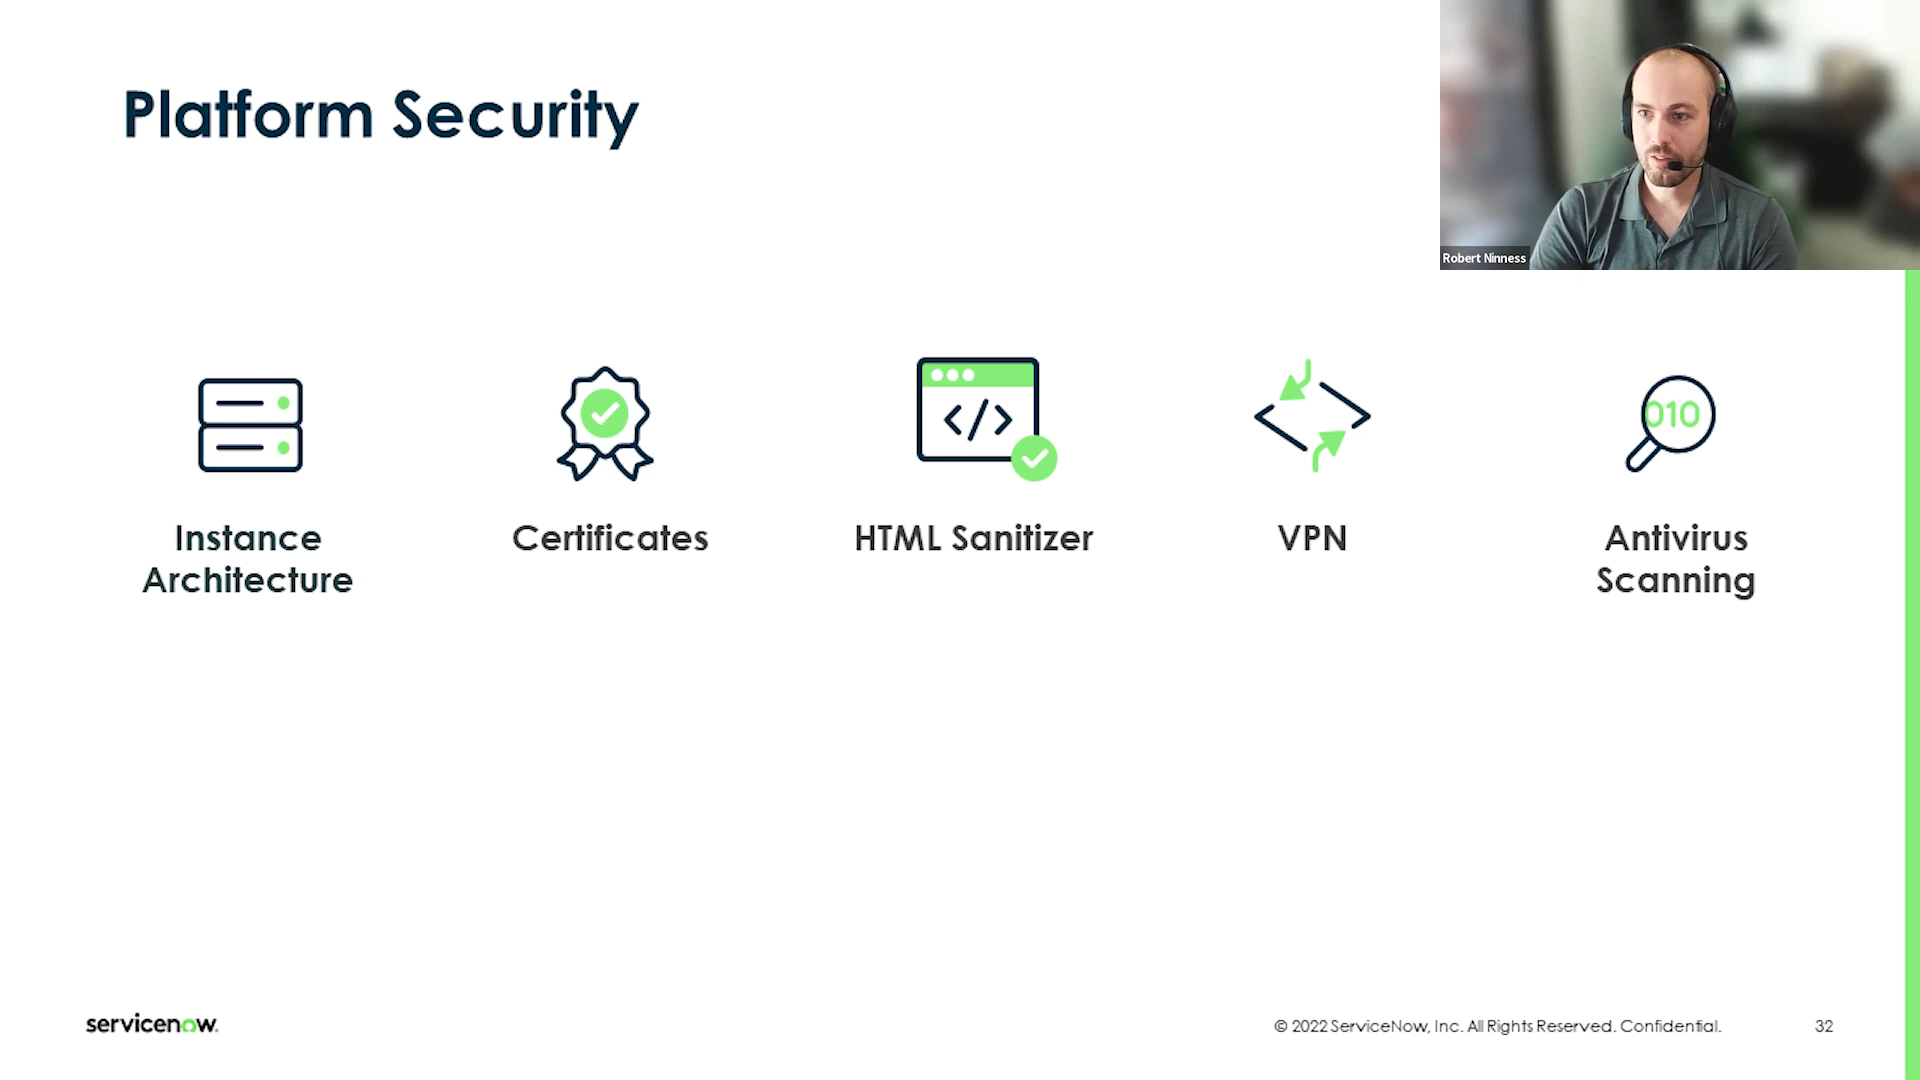 Platform Security
Robert Ninness
Instance
Architecture
Certificates
HTML Sanitizer
VPN
010
Antivirus
Scanning
servicenow.
© 2022 ServiceNow, Inc. All Rights Reserved. Confidential.
32